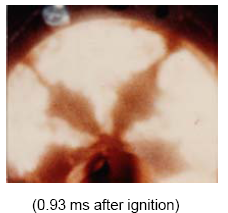 (0.93 ms after ignition)